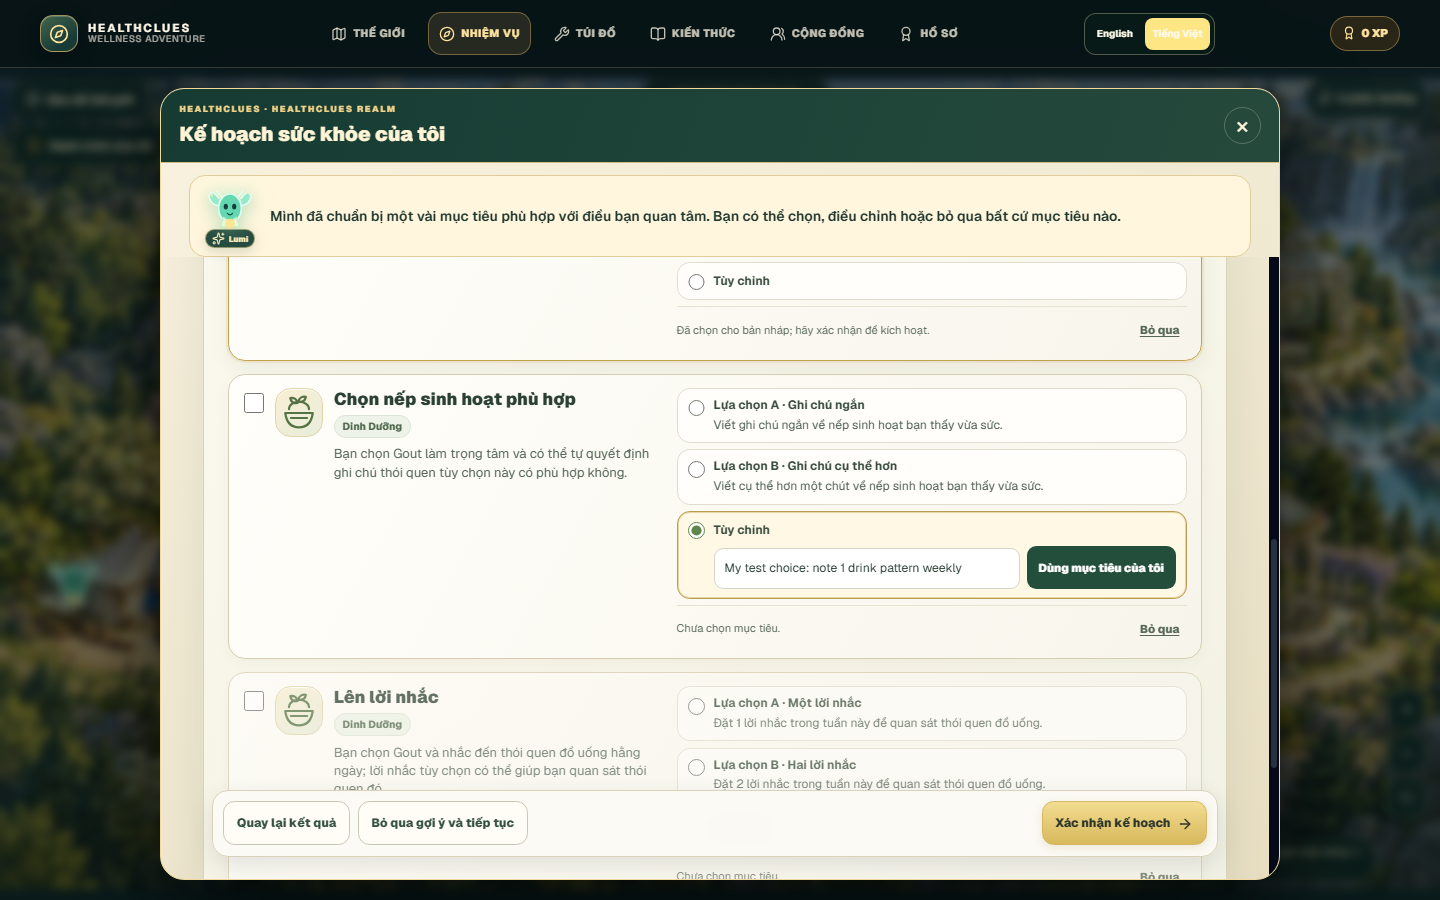 HEALTHCLUES
WELLNESS ADVENTURE
THẾ GIỚI
NHIỆM VỤ
TÚI ĐỒ
KIẾN THỨC
CỘNG ĐỒNG
HỒ SƠ
English
Tiếng Việt
0 XP
HEALTHCLUES · HEALTHCLUES REALM
Kế hoạch sức khỏe của tôi
Lumi
Mình đã chuẩn bị một vài mục tiêu phù hợp với điều bạn quan tâm. Bạn có thể chọn, điều chỉnh hoặc bỏ qua bất cứ mục tiêu nào.
Tùy chỉnh
Đã chọn cho bản nháp; hãy xác nhận để kích hoạt.
Bỏ qua
Chọn nếp sinh hoạt phù hợp
Dinh Dưỡng
Bạn chọn Gout làm trọng tâm và có thể tự quyết định
ghi chú thói quen tùy chọn này có phù hợp không.
Lựa chọn A · Ghi chú ngắn
Viết ghi chú ngắn về nếp sinh hoạt bạn thấy vừa sức.
Lựa chọn B · Ghi chú cụ thể hơn
Viết cụ thể hơn một chút về nếp sinh hoạt bạn thấy vừa sức.
Tùy chỉnh
My test choice: note 1 drink pattern weekly
Dùng mục tiêu của tôi
Chưa chọn mục tiêu.
Bỏ qua
Lên lời nhắc
Dinh Dưỡng
Bạn chọn Gout và nhắc đến thói quen đồ uống hằng
ngày; lời nhắc tùy chọn có thể giúp bạn quan sát thói
quen đó.
Lựa chọn A · Một lời nhắc
Đặt 1 lời nhắc trong tuần này để quan sát thói quen đồ uống.
Lựa chọn B · Hai lời nhắc
Đặt 2 lời nhắc trong tuần này để quan sát thói quen đồ uống.
Quay lại kết quả
Bỏ qua gợi ý và tiếp tục
Xác nhận kế hoạch
Chưa chọn mục tiêu.
Bỏ qua